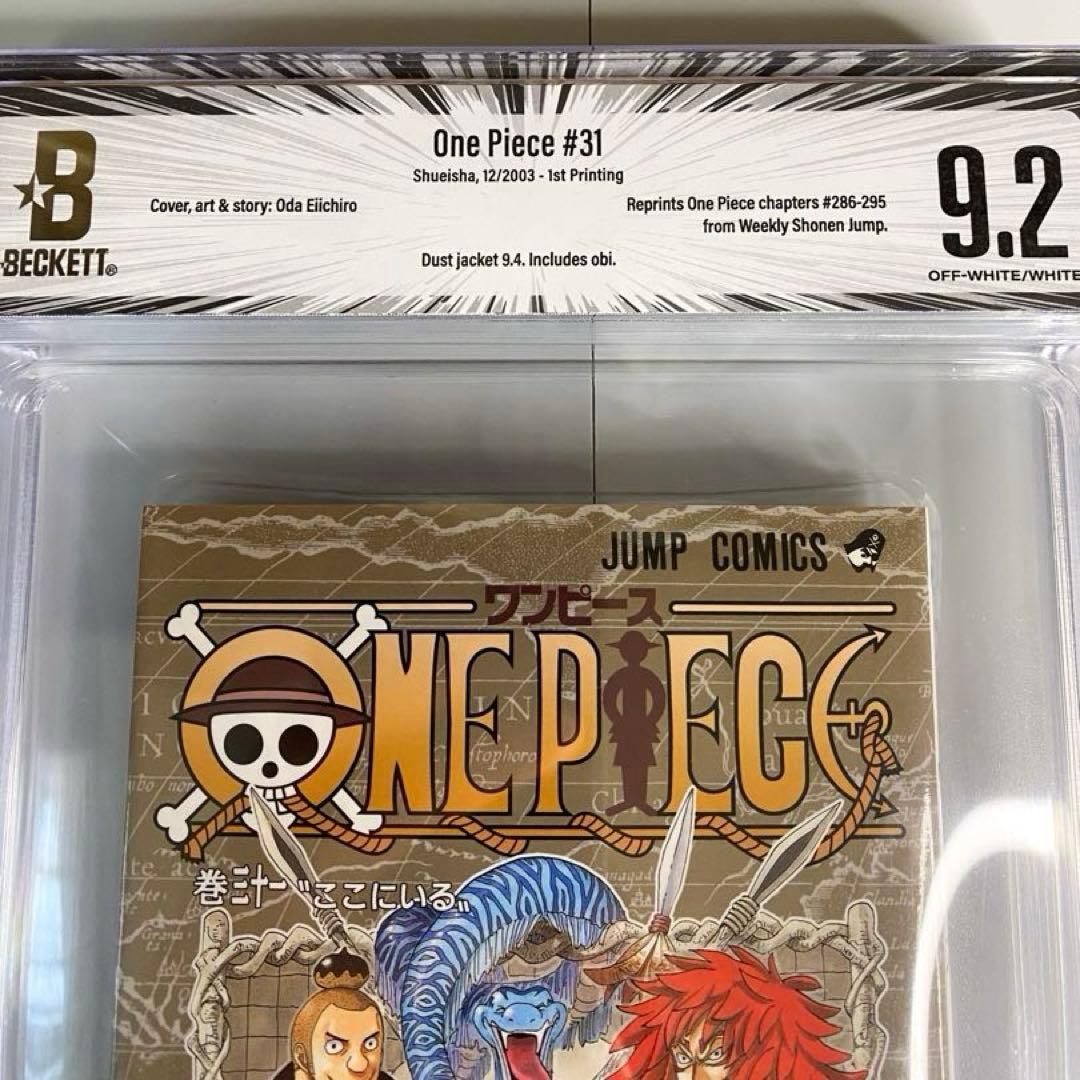 B
BECKETT®
One Piece #31
Shueisha, 12/2003 - 1st Printing
Cover, art & story: Oda Eiichiro
Reprints One Piece chapters #286-295
from Weekly Shonen Jump.
Dust jacket 9.4. Includes obi.
9.2
OFF-WHITE/WHITE
JUMP COMICS
ワンピース
ONE PIECE
巻三十一 〝ここにいる〟